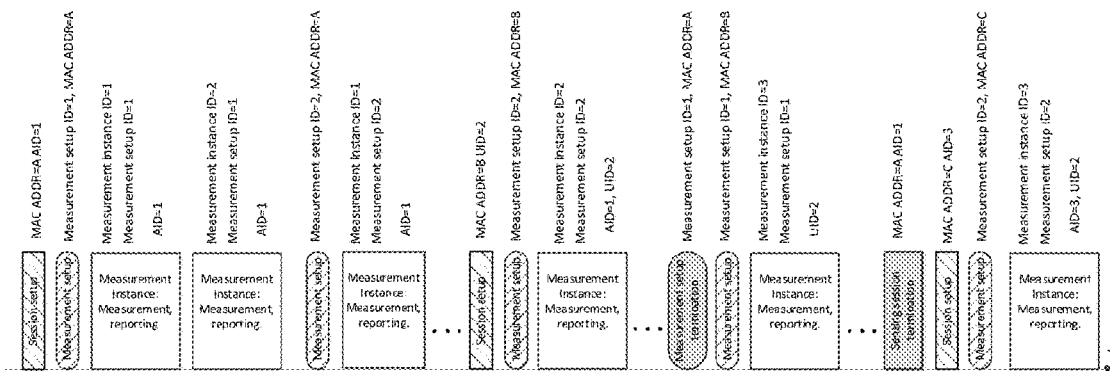 MAC ADDR=A AID=1
Session setup
Measurement setup ID=1, MAC ADDR=A
Measurement setup
Measurement instance ID=1
Measurement setup ID=1
AID=1
Measurement
Instance:
Measurement,
reporting
Measurement instance ID=2
Measurement setup ID=1
AID=1
Measurement
Instance:
Measurement,
reporting.
Measurement setup ID=2, MAC ADDR=A
Measurement setup
Measurement instance ID=1
Measurement setup ID=2
AID=1
Measurement
Instance:
Measurement,
reporting.
...
MAC ADDR=B UID=2
Session setup
Measurement setup ID=2, MAC ADDR=B
Measurement setup
Measurement instance ID=2
Measurement setup ID=2
AID=1, UID=2
Measurement
Instance:
Measurement,
reporting.
...
Measurement setup ID=1, MAC ADDR=A
Measurement setup
termination
Measurement setup ID=1, MAC ADDR=B
Measurement setup
Measurement instance ID=3
Measurement setup ID=1
UID=2
Measurement
Instance:
Measurement,
reporting.
...
MAC ADDR=A AID=1
Sensing session
termination
MAC ADDR=C AID=3
Session setup
Measurement setup ID=2, MAC ADDR=C
Measurement setup
Measurement instance ID=3
Measurement setup ID=2
AID=3, UID=2
Measurement
Instance:
Measurement,
reporting.